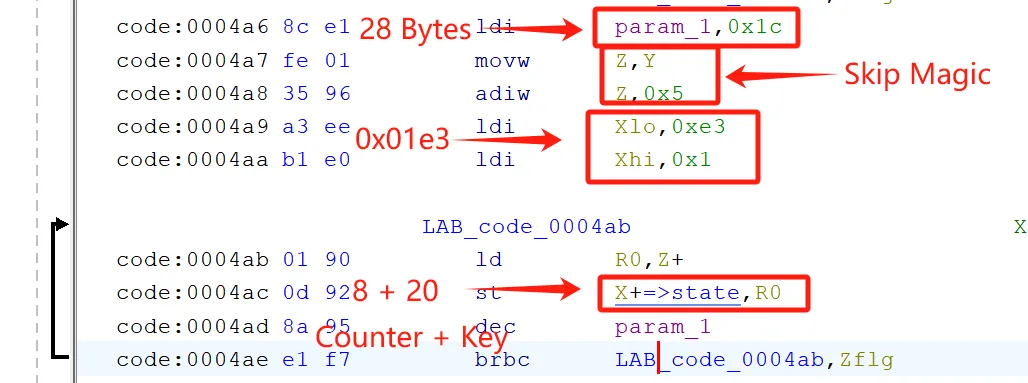 code:0004a6 8c e1 ldi param_1,0x1c
28 Bytes
code:0004a7 fe 01 movw Z,Y
Skip Magic
code:0004a8 35 96 adiw Z,0x5
code:0004a9 a3 ee ldi Xlo,0xe3
0x01e3
code:0004aa b1 e0 ldi Xhi,0x1
LAB_code_0004ab X
code:0004ab 01 90 ld R0,Z+
code:0004ac 0d 92 st X+=>state,R0
8 + 20
code:0004ad 8a 95 dec param_1
Counter + Key
code:0004ae e1 f7 brbc LAB_code_0004ab,Zflg